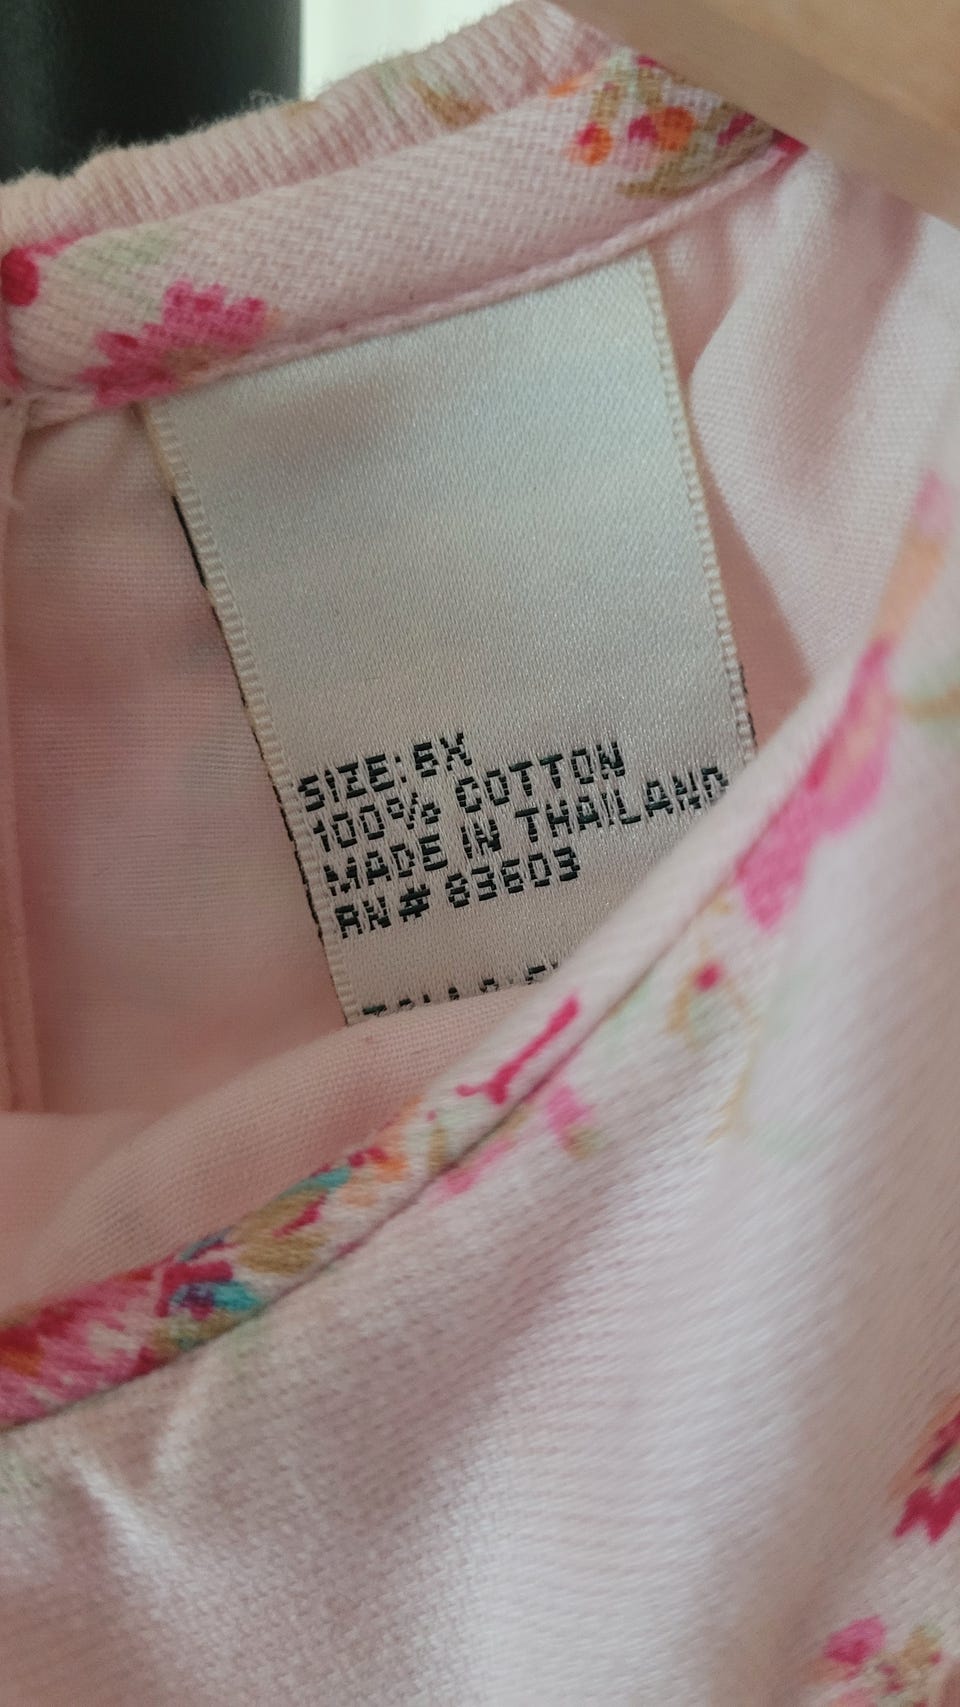 SIZE: 6X
100% COTTON
MADE IN THAILAND
RN# 83603